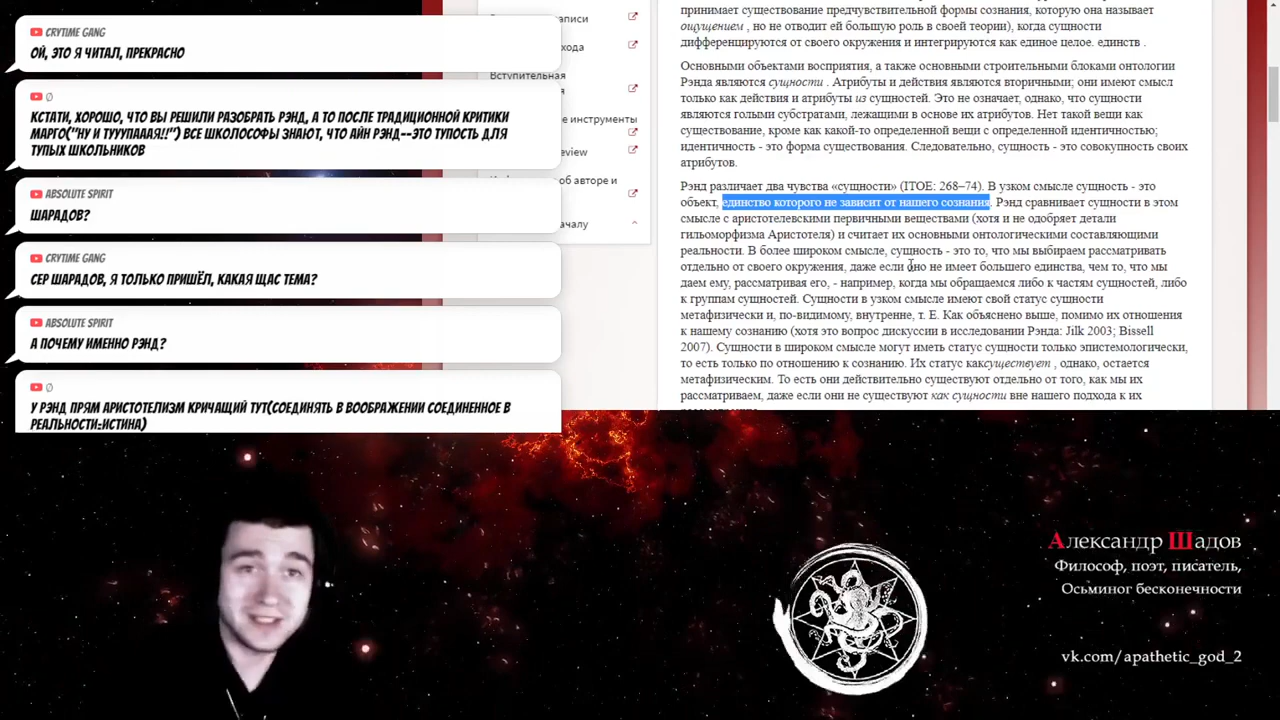 CRYTIME GANG
ОЙ, ЭТО Я ЧИТАЛ, ПРЕКРАСНО
Ø
КСТАТИ, ХОРОШО, ЧТО ВЫ РЕШИЛИ РАЗОБРАТЬ РЭНД, А ТО ПОСЛЕ ТРАДИЦИОННОЙ КРИТИКИ
МАРГО("НУ И ТУУУПАААЯ!!") ВСЕ ШКОЛОСОФЫ ЗНАЮТ, ЧТО АЙН РЭНД--ЭТО ТУПОСТЬ ДЛЯ
ТУПЫХ ШКОЛЬНИКОВ
ABSOLUTE SPIRIT
ШАРАДОВ?
CRYTIME GANG
СЕР ШАРАДОВ, Я ТОЛЬКО ПРИШЁЛ, КАКАЯ ЩАС ТЕМА?
ABSOLUTE SPIRIT
А ПОЧЕМУ ИМЕННО РЭНД?
Ø
У РЭНД ПРЯМ АРИСТОТЕЛИЗМ КРИЧАЩИЙ ТУТ(СОЕДИНЯТЬ В ВООБРАЖЕНИИ СОЕДИНЕННОЕ В
РЕАЛЬНОСТИ=ИСТИНА)
Вступительная
е инструменты
об авторе и
ачалу
принимает существование предчувствительной формы сознания, которую она называет
ощущением , но не отводит ей большую роль в своей теории), когда сущности
дифференцируются от своего окружения и интегрируются как единое целое. единств .
Основными объектами восприятия, а также основными строительными блоками онтологии
Рэнда являются сущности . Атрибуты и действия являются вторичными; они имеют смысл
только как действия и атрибуты из сущностей. Это не означает, однако, что сущности
являются голыми субстратами, лежащими в основе их атрибутов. Нет такой вещи как
существование, кроме как какой-то определенной вещи с определенной идентичностью;
идентичность - это форма существования. Следовательно, сущность - это совокупность своих
атрибутов.
Рэнд различает два чувства «сущности» (ITOE: 268–74). В узком смысле сущность - это
объект, единство которого не зависит от нашего сознания. Рэнд сравнивает сущности в этом
смысле с аристотелевскими первичными веществами (хотя и не одобряет детали
гильоморфизма Аристотеля) и считает их основными онтологическими составляющими
реальности. В более широком смысле, сущность - это то, что мы выбираем рассматривать
отдельно от своего окружения, даже если оно не имеет большего единства, чем то, что мы
даем ему, рассматривая его, - например, когда мы обращаемся либо к частям сущностей, либо
к группам сущностей. Сущности в узком смысле имеют свой статус сущности
метафизически и, по-видимому, внутренне, т. Е. Как объяснено выше, помимо их отношения
к нашему сознанию (хотя это вопрос дискуссии в исследовании Рэнда: Jilk 2003; Bissell
2007). Сущности в широком смысле могут иметь статус сущности только эпистемологически,
то есть только по отношению к сознанию. Их статус каксуществует , однако, остается
метафизическим. То есть они действительно существуют отдельно от того, как мы их
рассматриваем, даже если они не существуют как сущности вне нашего подхода к их
Александр Шадов
Философ, поэт, писатель,
Осьминог бесконечности
vk.com/apathetic_god_2